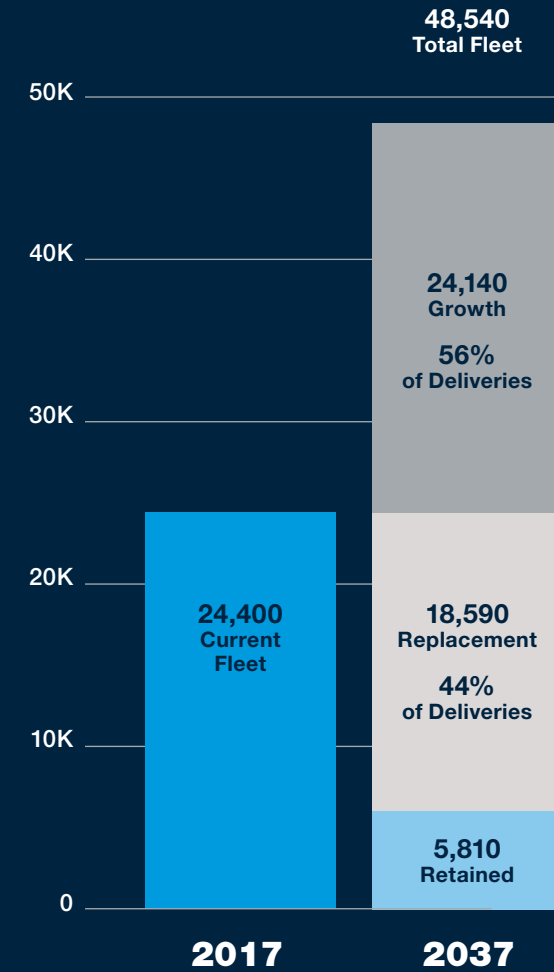 48,540
Total Fleet
50K
40K
24,140
Growth
56%
of Deliveries
30K
20K
24,400
Current
Fleet
18,590
Replacement
44%
of Deliveries
10K
5,810
Retained
0
2017
2037